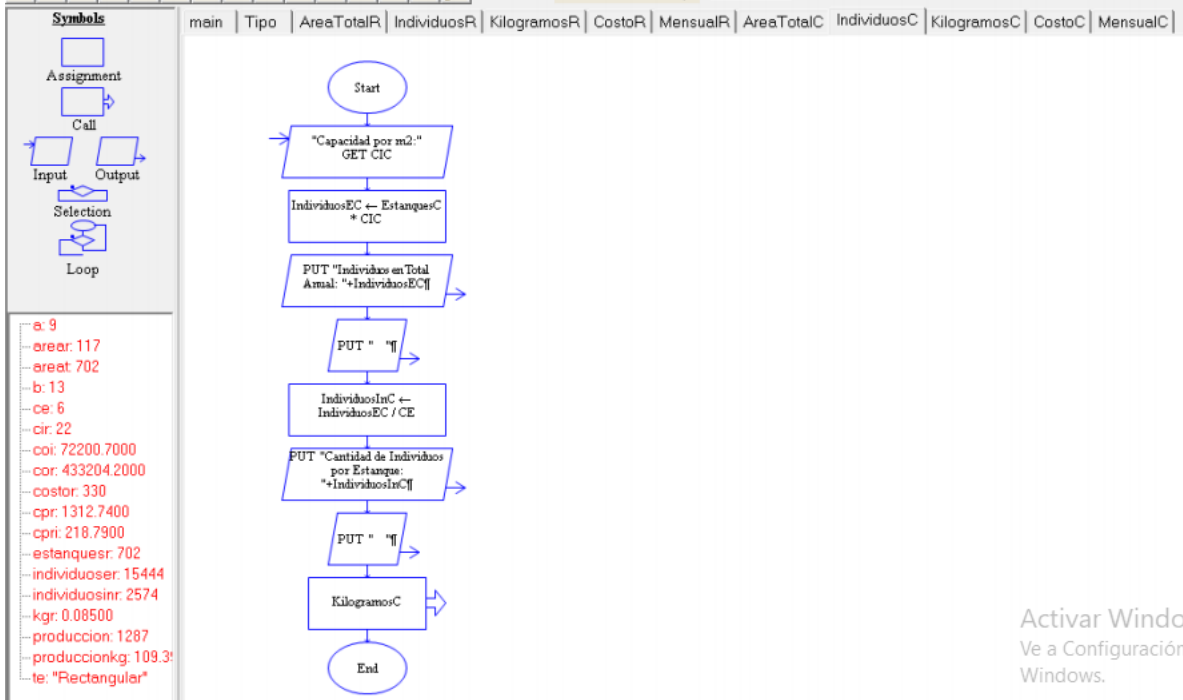 Symbols
Assignment
Call
Input
Output
Selection
Loop
main
Tipo
AreaTotalR
IndividuosR
KilogramosR
CostoR
MensualR
AreaTotalC
IndividuosC
KilogramosC
CostoC
MensualC
Start
"Capacidad por m2:"
GET CIC
IndividuosEC ← EstanquesC
* CIC
PUT "Individuos en Total
Anual: "+IndividuosEC¶
PUT " "¶
IndividuosInC ←
IndividuosEC / CE
PUT "Cantidad de Individuos
por Estanque:
"+IndividuosInC¶
PUT " "¶
KilogramosC
End
a: 9
arear: 117
areat: 702
b: 13
ce: 6
cir: 22
coi: 72200.7000
cor: 433204.2000
costor: 330
cpr: 1312.7400
cpri: 218.7900
estanquesr: 702
individuoser: 15444
individuosinr: 2574
kgr: 0.08500
produccion: 1287
produccionkg: 109.3
te: "Rectangular"
Activar Windo
Ve a Configuración
Windows.